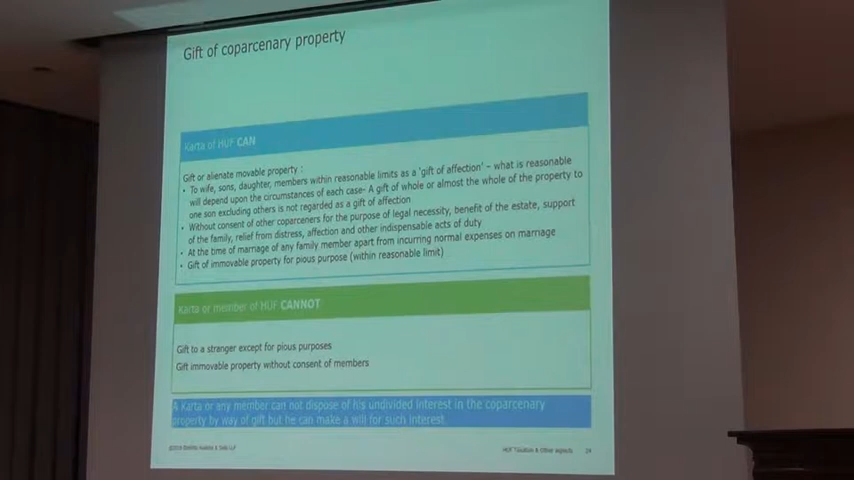 Gift of coparcenary property
Karta of HUF CAN
Gift or alienate movable property :
• To wife, sons, daughter, members within reasonable limits as a 'gift of affection' – what is reasonable
will depend upon the circumstances of each case- A gift of whole or almost the whole of the property to
one son excluding others is not regarded as a gift of affection
• Without consent of other coparceners for the purpose of legal necessity, benefit of the estate, support
of the family, relief from distress, affection and other indispensable acts of duty
• At the time of marriage of any family member apart from incurring normal expenses on marriage
• Gift of immovable property for pious purpose (within reasonable limit)
Karta or member of HUF CANNOT
Gift to a stranger except for pious purposes
Gift immovable property without consent of members
A Karta or any member can not dispose of his undivided interest in the coparcenary
property by way of gift but he can make a will for such interest
HUF Taxation & Other aspects